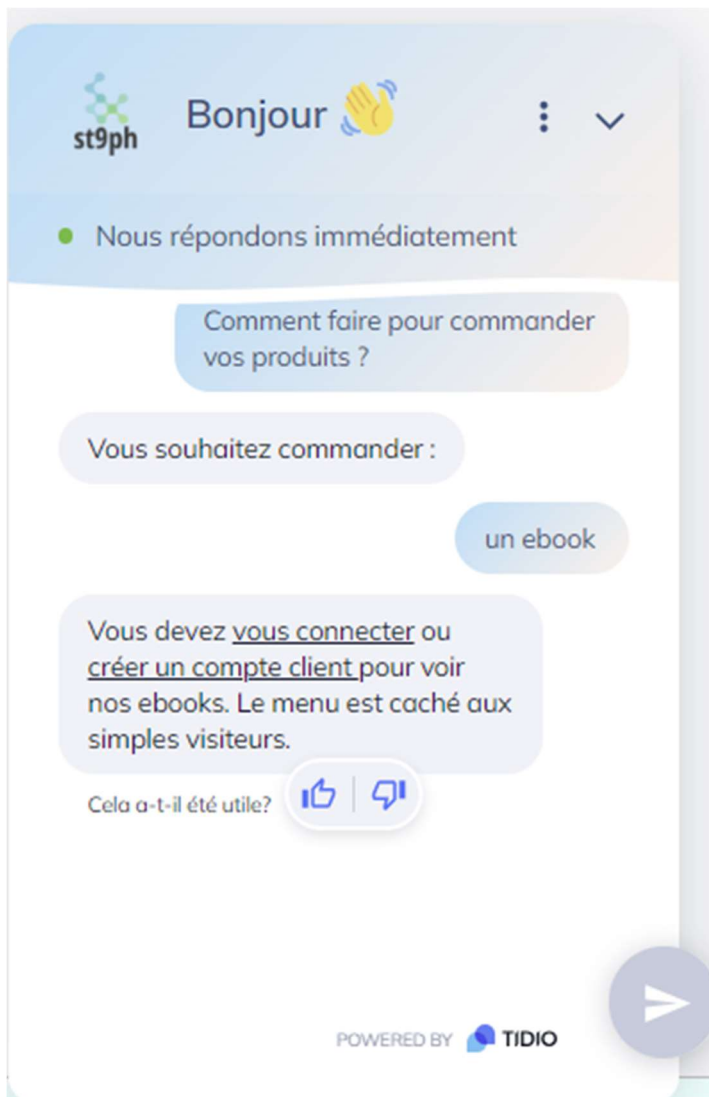 st9ph
Bonjour 👋
Nous répondons immédiatement
Comment faire pour commander
vos produits ?
Vous souhaitez commander :
un ebook
Vous devez vous connecter ou
créer un compte client pour voir
nos ebooks. Le menu est caché aux
simples visiteurs.
Cela a-t-il été utile?
POWERED BY TIDIO